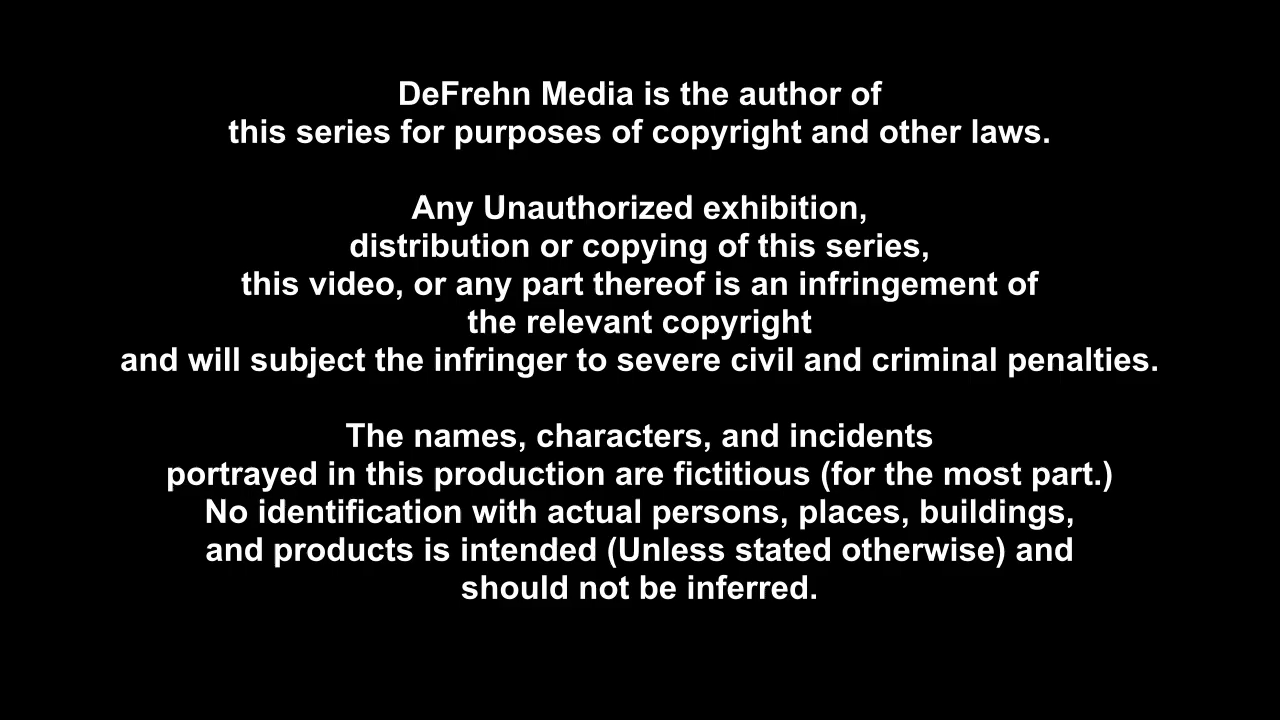 DeFrehn Media is the author of
this series for purposes of copyright and other laws.
Any Unauthorized exhibition,
distribution or copying of this series,
this video, or any part thereof is an infringement of
the relevant copyright
and will subject the infringer to severe civil and criminal penalties.
The names, characters, and incidents
portrayed in this production are fictitious (for the most part.)
No identification with actual persons, places, buildings,
and products is intended (Unless stated otherwise) and
should not be inferred.